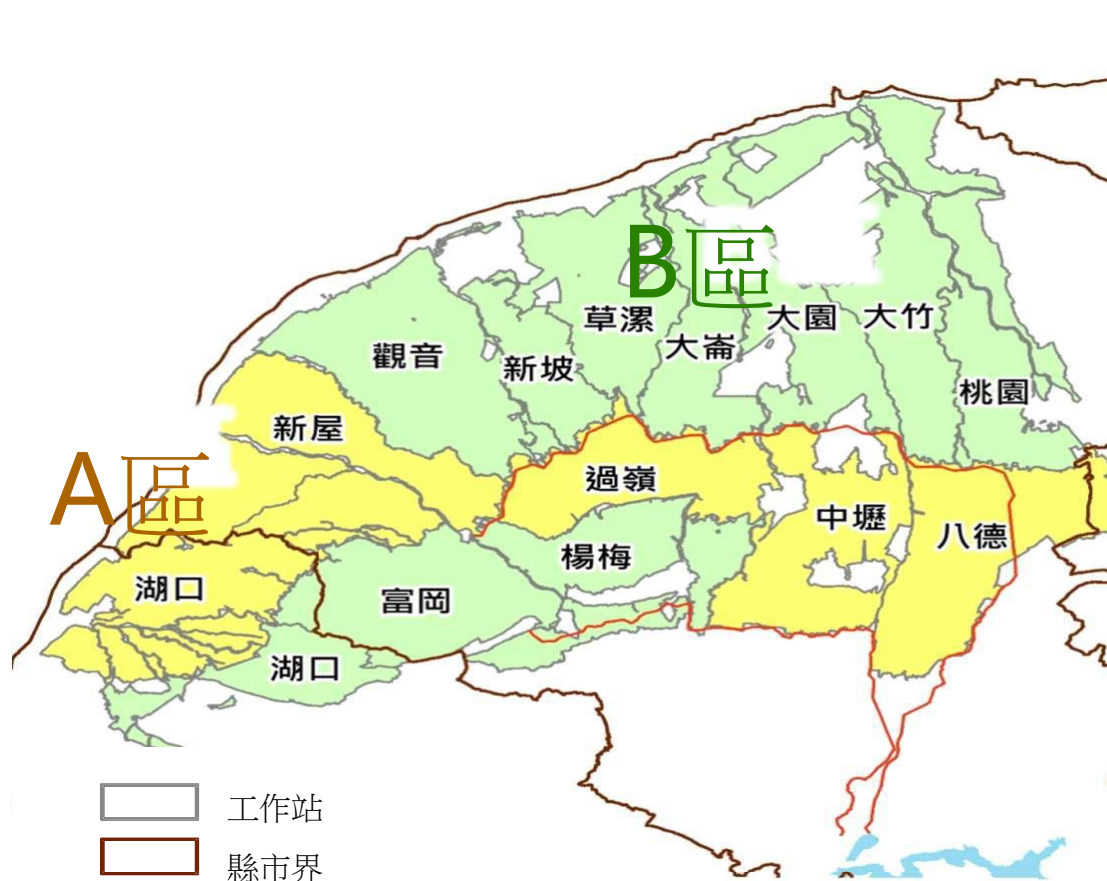 B區
草漯
大園
大竹
觀音
新坡
大崙
桃園
新屋
A區
過嶺
中壢
八德
楊梅
湖口
富岡
湖口
工作站
縣市界